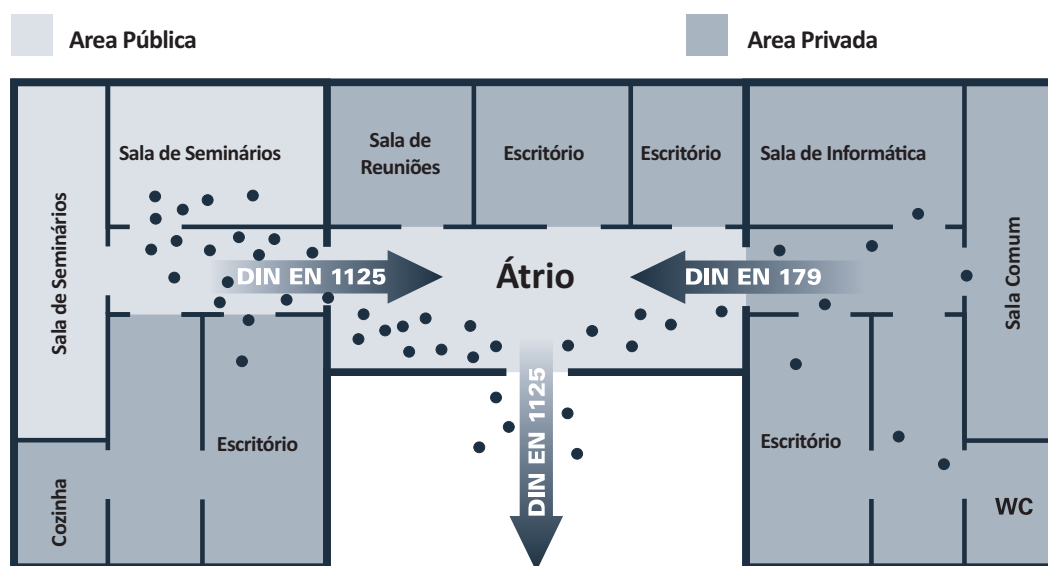 Area Pública
Area Privada
Sala de Seminários
Sala de
Reuniões
Escritório
Escritório
Sala de Informática
Sala de Seminários
DIN EN 1125
Átrio
DIN EN 179
Sala Comum
DIN EN 1125
Escritório
Escritório
Cozinha
WC